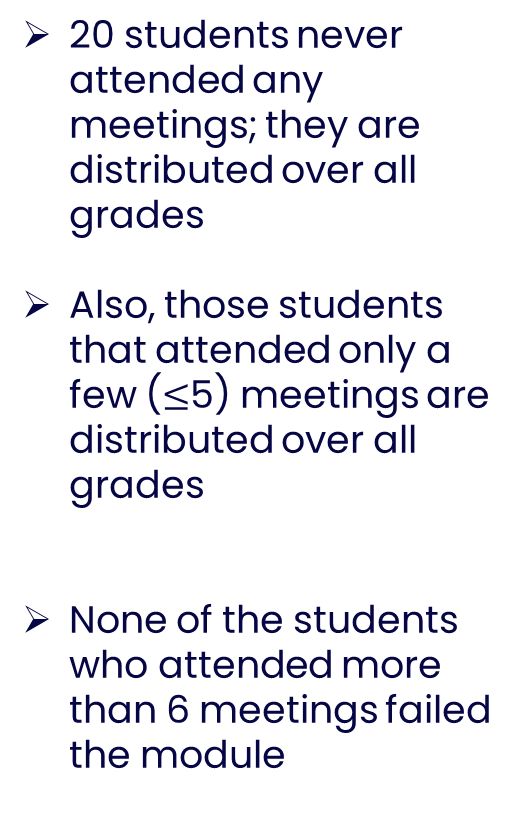 ➢ 20 students never
attended any
meetings; they are
distributed over all
grades
➢ Also, those students
that attended only a
few (≤5) meetings are
distributed over all
grades
➢ None of the students
who attended more
than 6 meetings failed
the module